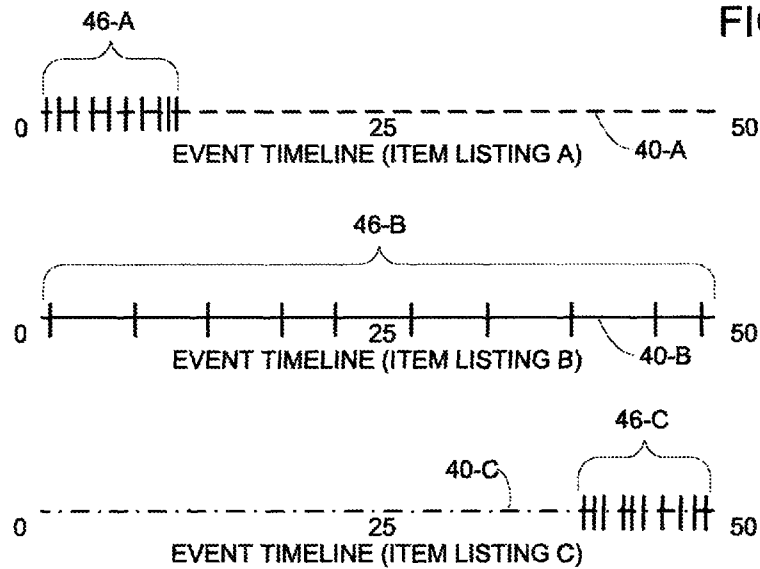 46-A
FIG
0 25 50
EVENT TIMELINE (ITEM LISTING A) 40-A
46-B
0 25 50
EVENT TIMELINE (ITEM LISTING B) 40-B
46-C
40-C
0 25 50
EVENT TIMELINE (ITEM LISTING C)